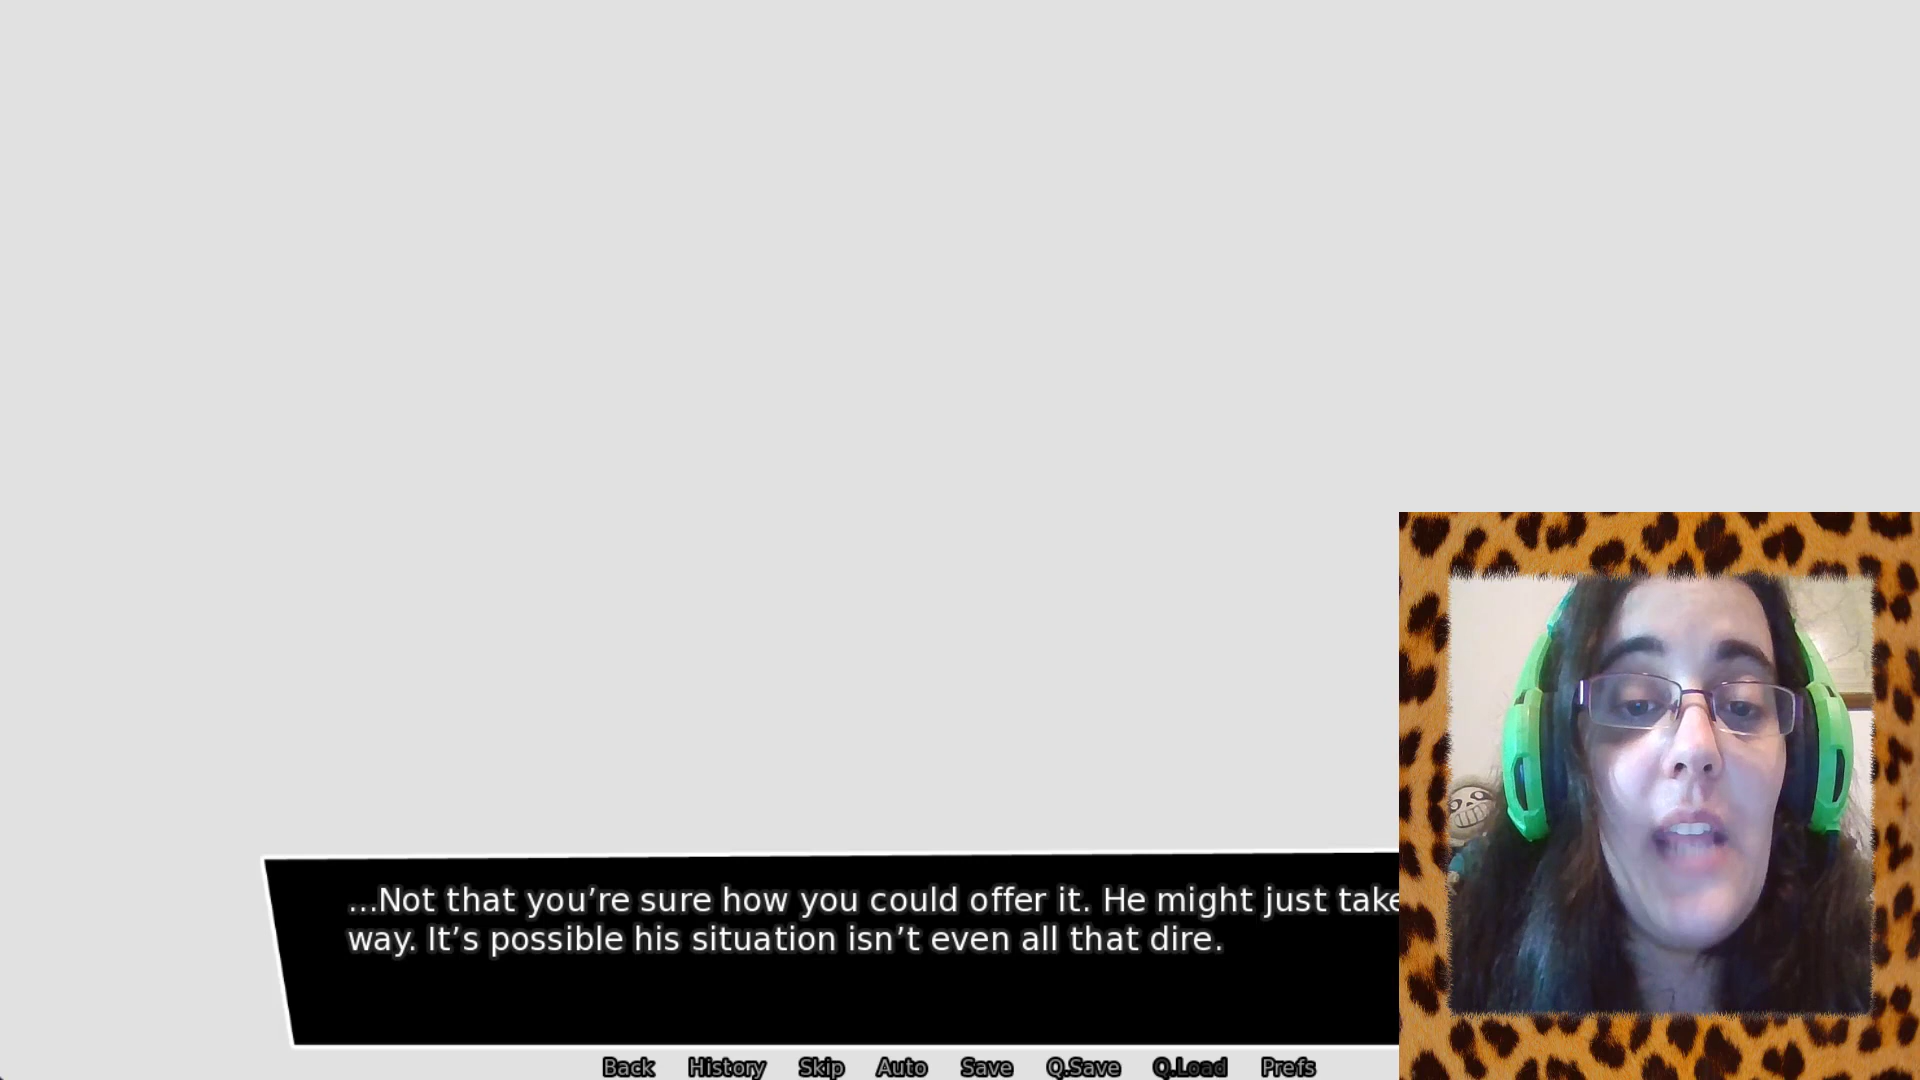 …Not that you’re sure how you could offer it. He might just take
way. It’s possible his situation isn’t even all that dire.
Back History Skip Auto Save Q.Save Q.Load Prefs